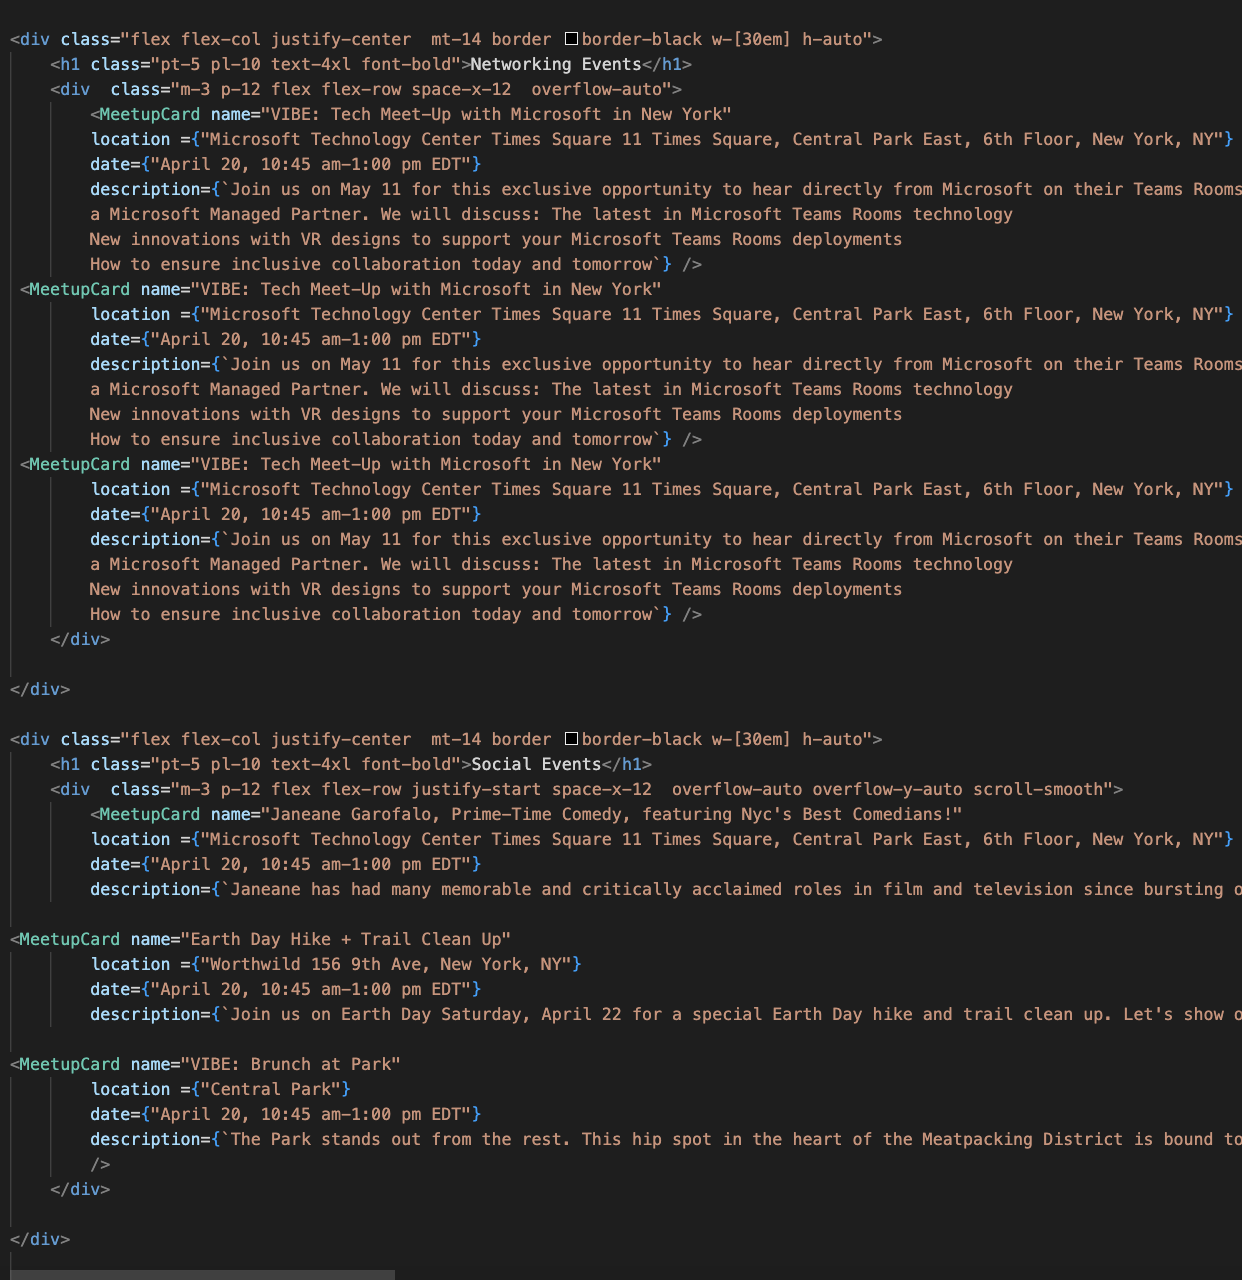 <div class="flex flex-col justify-center  mt-14 border border-black w-[30em] h-auto">
<h1 class="pt-5 pl-10 text-4xl font-bold">Networking Events</h1>
<div  class="m-3 p-12 flex flex-row space-x-12  overflow-auto">
<MeetupCard name="VIBE: Tech Meet-Up with Microsoft in New York"
location ={"Microsoft Technology Center Times Square 11 Times Square, Central Park East, 6th Floor, New York, NY"}
date={"April 20, 10:45 am-1:00 pm EDT"}
description={`Join us on May 11 for this exclusive opportunity to hear directly from Microsoft on their Teams Rooms
a Microsoft Managed Partner. We will discuss: The latest in Microsoft Teams Rooms technology
New innovations with VR designs to support your Microsoft Teams Rooms deployments
How to ensure inclusive collaboration today and tomorrow`} />
<MeetupCard name="VIBE: Tech Meet-Up with Microsoft in New York"
location ={"Microsoft Technology Center Times Square 11 Times Square, Central Park East, 6th Floor, New York, NY"}
date={"April 20, 10:45 am-1:00 pm EDT"}
description={`Join us on May 11 for this exclusive opportunity to hear directly from Microsoft on their Teams Rooms
a Microsoft Managed Partner. We will discuss: The latest in Microsoft Teams Rooms technology
New innovations with VR designs to support your Microsoft Teams Rooms deployments
How to ensure inclusive collaboration today and tomorrow`} />
<MeetupCard name="VIBE: Tech Meet-Up with Microsoft in New York"
location ={"Microsoft Technology Center Times Square 11 Times Square, Central Park East, 6th Floor, New York, NY"}
date={"April 20, 10:45 am-1:00 pm EDT"}
description={`Join us on May 11 for this exclusive opportunity to hear directly from Microsoft on their Teams Rooms
a Microsoft Managed Partner. We will discuss: The latest in Microsoft Teams Rooms technology
New innovations with VR designs to support your Microsoft Teams Rooms deployments
How to ensure inclusive collaboration today and tomorrow`} />
</div>
</div>
<div class="flex flex-col justify-center  mt-14 border border-black w-[30em] h-auto">
<h1 class="pt-5 pl-10 text-4xl font-bold">Social Events</h1>
<div  class="m-3 p-12 flex flex-row justify-start space-x-12  overflow-auto overflow-y-auto scroll-smooth">
<MeetupCard name="Janeane Garofalo, Prime-Time Comedy, featuring Nyc's Best Comedians!"
location ={"Microsoft Technology Center Times Square 11 Times Square, Central Park East, 6th Floor, New York, NY"}
date={"April 20, 10:45 am-1:00 pm EDT"}
description={`Janeane has had many memorable and critically acclaimed roles in film and television since bursting
<MeetupCard name="Earth Day Hike + Trail Clean Up"
location ={"Worthwild 156 9th Ave, New York, NY"}
date={"April 20, 10:45 am-1:00 pm EDT"}
description={`Join us on Earth Day Saturday, April 22 for a special Earth Day hike and trail clean up. Let's show
<MeetupCard name="VIBE: Brunch at Park"
location ={"Central Park"}
date={"April 20, 10:45 am-1:00 pm EDT"}
description={`The Park stands out from the rest. This hip spot in the heart of the Meatpacking District is bound to
/>
</div>
</div>